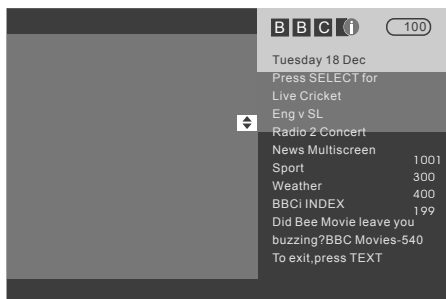 BBCi 100
Tuesday 18 Dec
Press SELECT for
Live Cricket
Eng v SL
Radio 2 Concert
News Multiscreen 1001
Sport 300
Weather 400
BBCi INDEX 199
Did Bee Movie leave you
buzzing?BBC Movies-540
To exit,press TEXT